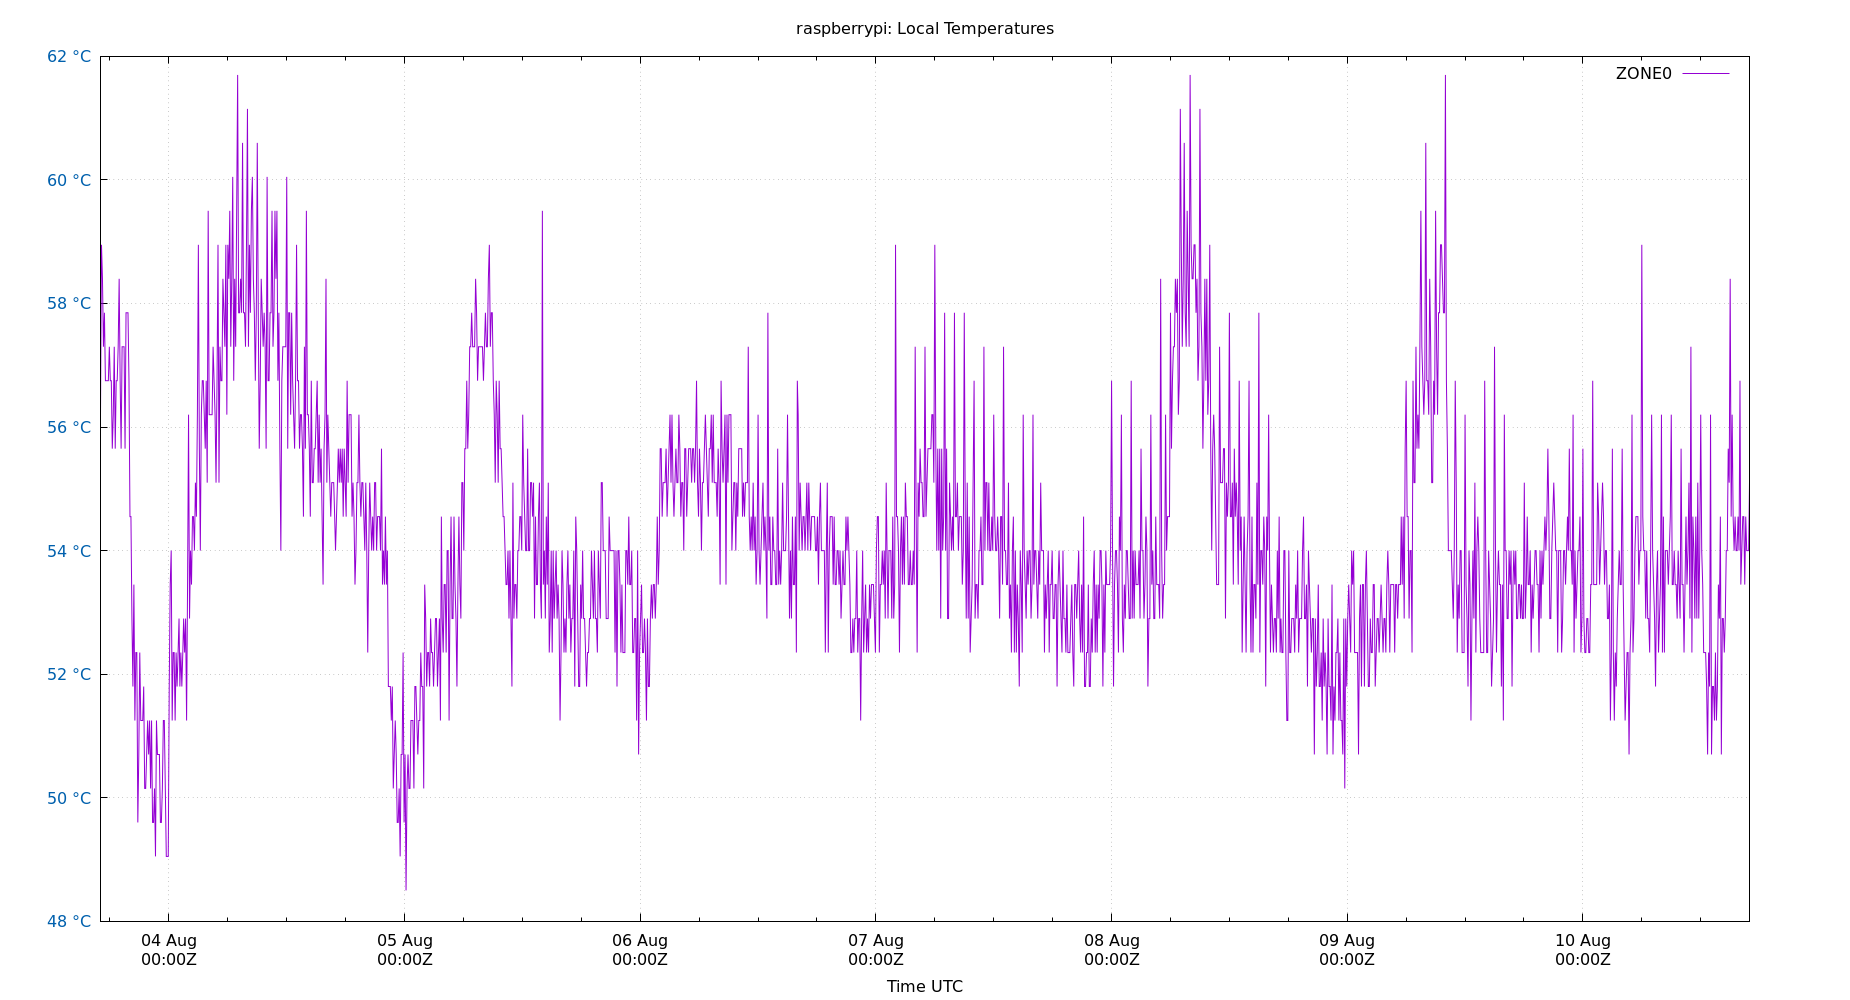 raspberrypi: Local Temperatures
62 °C
ZONE0
60 °C
58 °C
56 °C
54 °C
52 °C
50 °C
48 °C
04 Aug 05 Aug 06 Aug 07 Aug 08 Aug 09 Aug 10 Aug
00:00Z 00:00Z 00:00Z 00:00Z 00:00Z 00:00Z 00:00Z
Time UTC